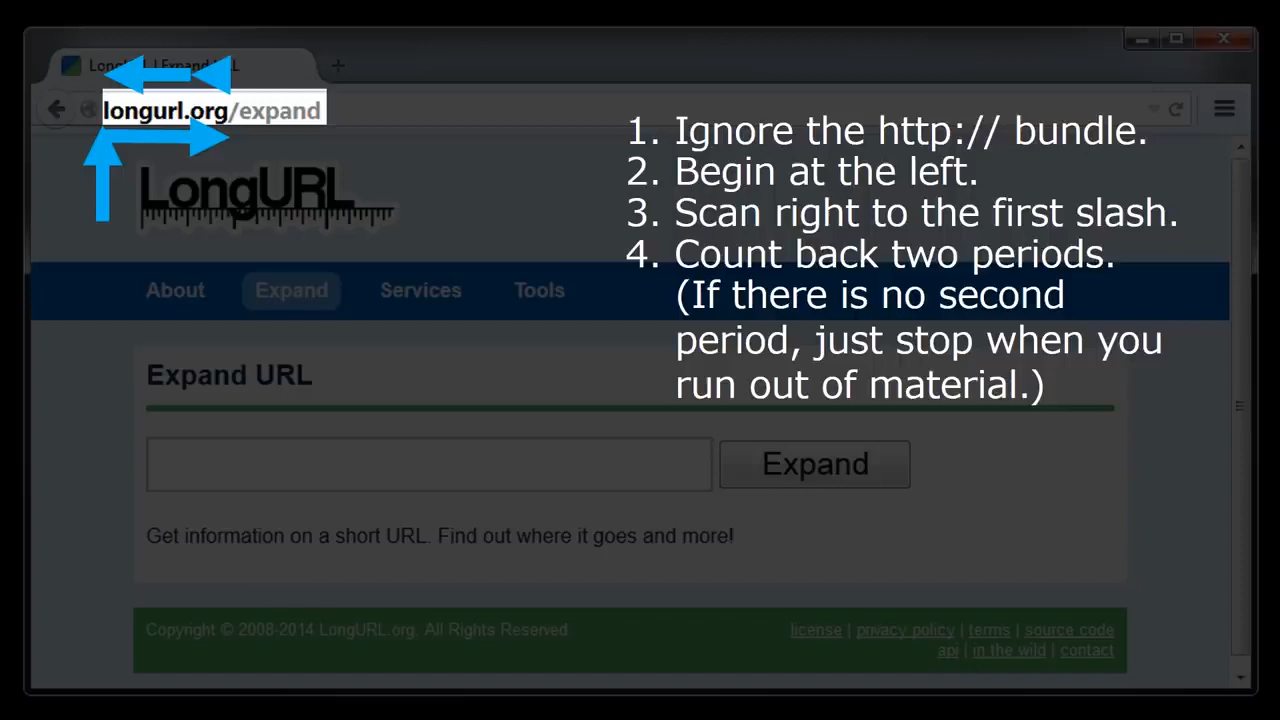 longurl.org/expand
1. Ignore the http:// bundle.
2. Begin at the left.
3. Scan right to the first slash.
4. Count back two periods.
(If there is no second
period, just stop when you
run out of material.)
LongURL
About Expand Services Tools
Expand URL
Expand
Get information on a short URL. Find out where it goes and more!
Copyright © 2008-2014 LongURL.org. All Rights Reserved.
license | privacy policy | terms | source code
api | in the wild | contact